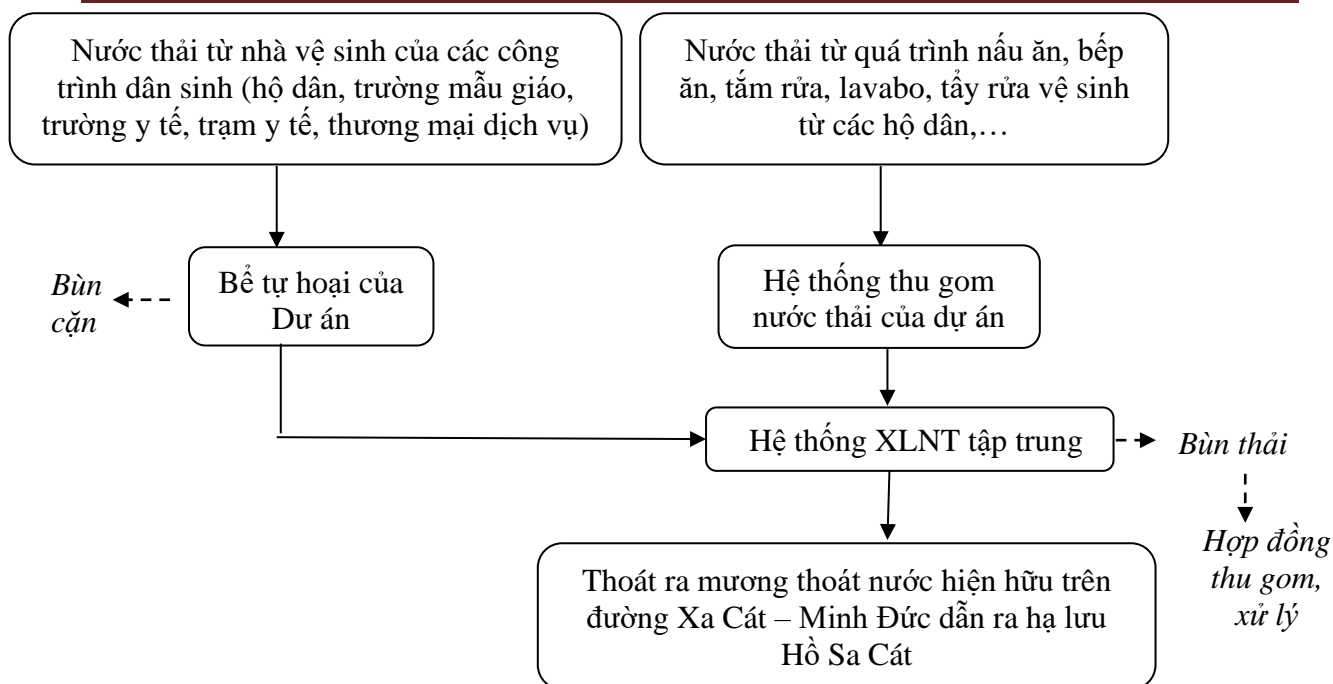 Nước thải từ nhà vệ sinh của các công
trình dân sinh (hộ dân, trường mẫu giáo,
trường y tế, trạm y tế, thương mại dịch vụ)
Nước thải từ quá trình nấu ăn, bếp
ăn, tắm rửa, lavabo, tẩy rửa vệ sinh
từ các hộ dân,…
Bùn
cặn
Bể tự hoại của
Dư án
Hệ thống thu gom
nước thải của dự án
Hệ thống XLNT tập trung
Bùn thải
Hợp đồng
thu gom,
xử lý
Thoát ra mương thoát nước hiện hữu trên
đường Xa Cát – Minh Đức dẫn ra hạ lưu
Hồ Sa Cát